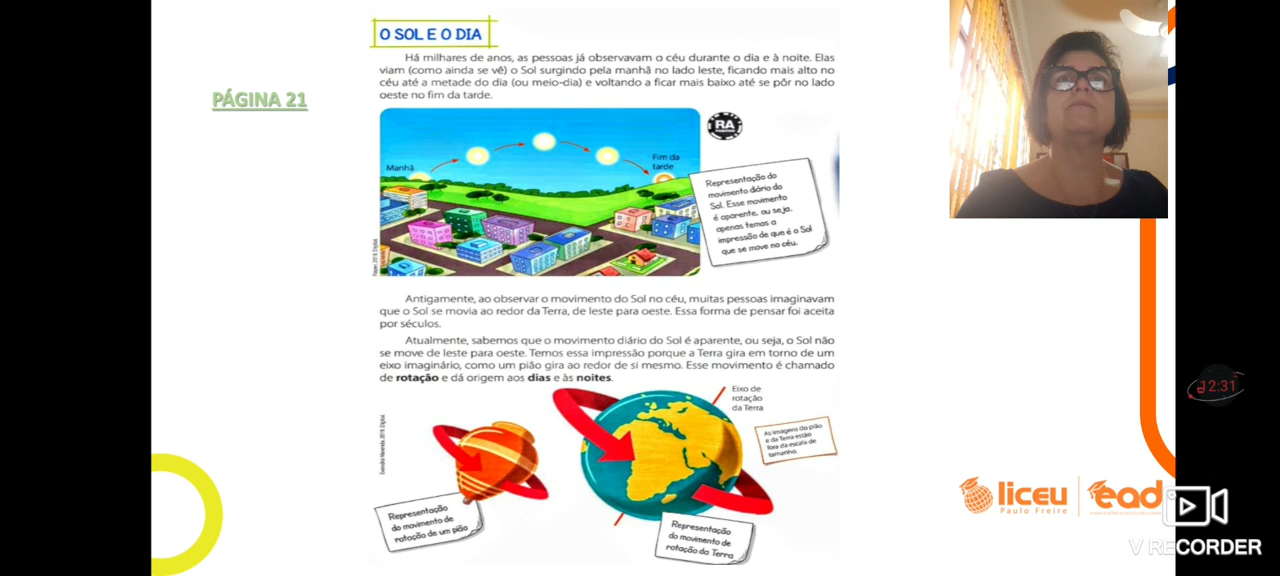 O SOL E O DIA
Há milhares de anos, as pessoas já observavam o céu durante o dia e à noite. Elas
viam (como ainda se vê) o Sol surgindo pela manhã no lado leste, ficando mais alto no
céu até a metade do dia (ou meio-dia) e voltando a ficar mais baixo até se pôr no lado
oeste no fim da tarde.
PÁGINA 21
RA
Manhã
Fim da
tarde
Representação do
movimento diário do
Sol. Esse movimento
é aparente, ou seja,
apenas temos a
impressão de que é o Sol
que se move no céu.
Antigamente, ao observar o movimento do Sol no céu, muitas pessoas imaginavam
que o Sol se movia ao redor da Terra, de leste para oeste. Essa forma de pensar foi aceita
por séculos.
Atualmente, sabemos que o movimento diário do Sol é aparente, ou seja, o Sol não
se move de leste para oeste. Temos essa impressão porque a Terra gira em torno de um
eixo imaginário, como um pião gira ao redor de si mesmo. Esse movimento é chamado
de rotação e dá origem aos dias e às noites.
Eixo de
rotação
da Terra
As imagens do pião
e da Terra estão
fora da escala de
tamanho.
Representação
do movimento de
rotação de um pião
Representação
do movimento de
rotação da Terra
12:31
liceu
Paulo Freire
ead
V RECORDER